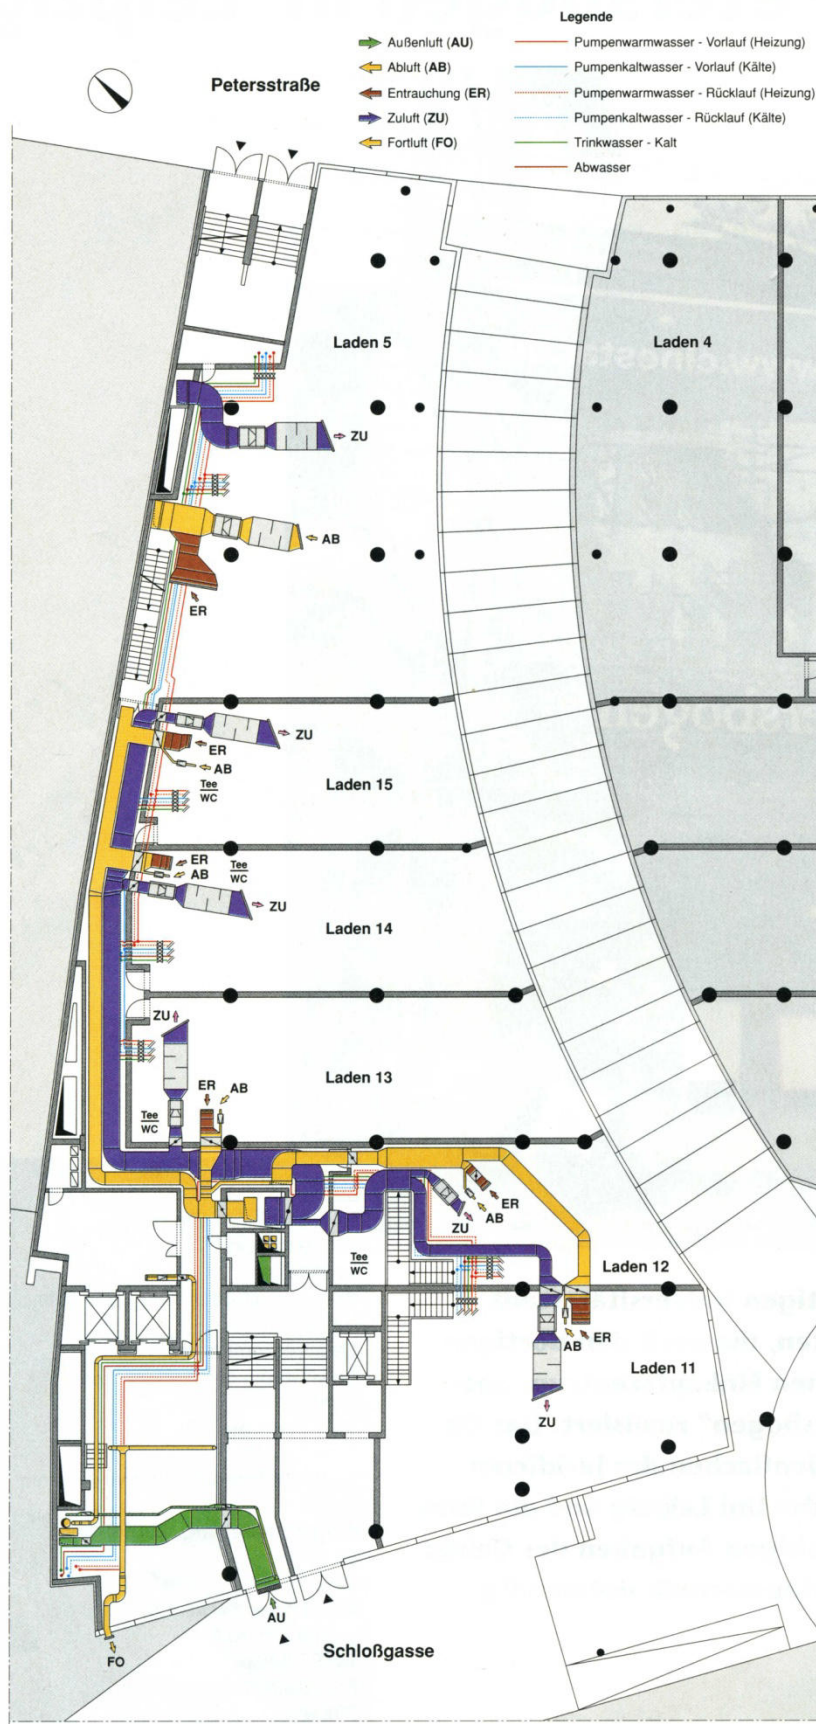 Legende
Außenluft (AU)
Abluft (AB)
Entrauchung (ER)
Zuluft (ZU)
Fortluft (FO)
Pumpenwarmwasser - Vorlauf (Heizung)
Pumpenkaltwasser - Vorlauf (Kälte)
Pumpenwarmwasser - Rücklauf (Heizung)
Pumpenkaltwasser - Rücklauf (Kälte)
Trinkwasser - Kalt
Abwasser
Petersstraße
Laden 5
Laden 4
ZU
AB
ER
ZU
ER
AB
Tee
WC
Laden 15
ER
AB
Tee
WC
ZU
Laden 14
ZU
Laden 13
ER
AB
Tee
WC
ER
AB
ZU
Tee
WC
Laden 12
ER
AB
Laden 11
ZU
AU
FO
Schloßgasse